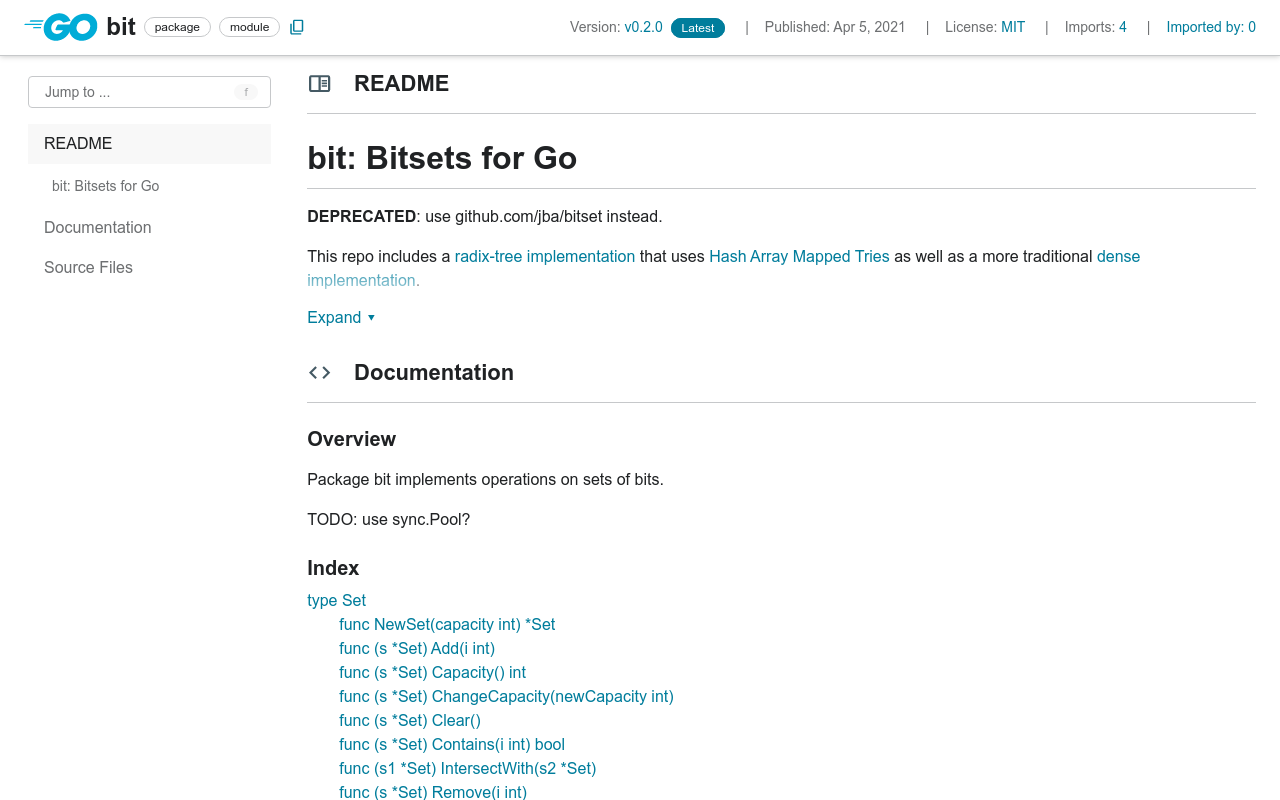 GO bit package module Version: v0.2.0 Latest | Published: Apr 5, 2021 | License: MIT | Imports: 4 | Imported by: 0
Jump to ... f
README
bit: Bitsets for Go
Documentation
Source Files
README
bit: Bitsets for Go
DEPRECATED: use github.com/jba/bitset instead.
This repo includes a radix-tree implementation that uses Hash Array Mapped Tries as well as a more traditional dense
implementation.
Expand
Documentation
Overview
Package bit implements operations on sets of bits.
TODO: use sync.Pool?
Index
type Set
func NewSet(capacity int) *Set
func (s *Set) Add(i int)
func (s *Set) Capacity() int
func (s *Set) ChangeCapacity(newCapacity int)
func (s *Set) Clear()
func (s *Set) Contains(i int) bool
func (s1 *Set) IntersectWith(s2 *Set)
func (s *Set) Remove(i int)